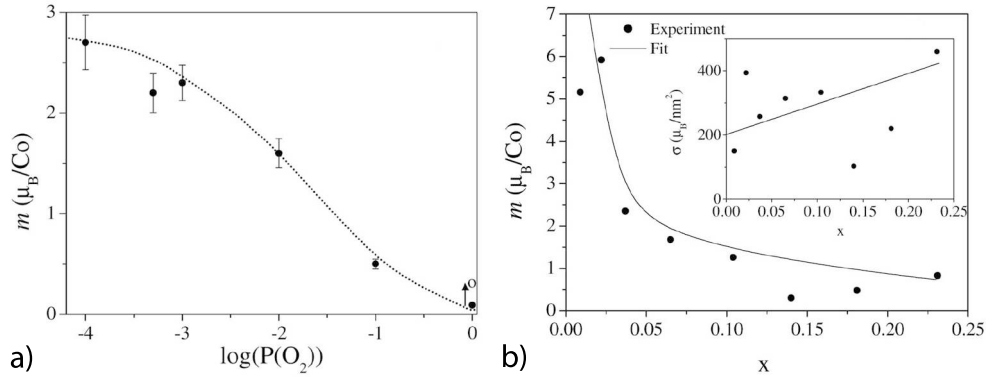 3
2
1
0
m (μB/Co)
-4
-3
-2
-1
0
log(P(O2))
o
a)
7
6
5
4
3
2
1
0
m (μB/Co)
0.00
0.05
0.10
0.15
0.20
0.25
x
Experiment
Fit
400
200
0
σ (μB/nm²)
0.00
0.05
0.10
0.15
0.20
0.25
x
b)